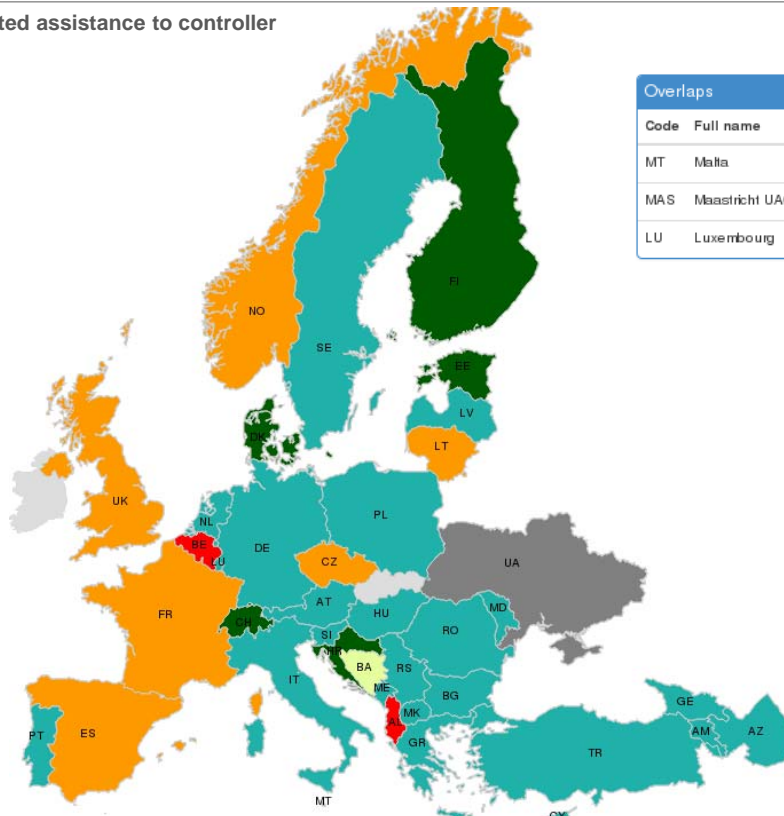 ted assistance to controller
Overlaps
Code Full name
MT Malta
MAS Maastricht UA
LU Luxembourg
NO
FI
SE
EE
LV
DK
LT
UK
NL
PL
BE
DE
LU
CZ
UA
AT
FR
CH
HU
MD
SI
RO
HR
BA
RS
IT
ME
BG
GE
AL
MK
AM
AZ
PT
ES
GR
TR
MT
CY